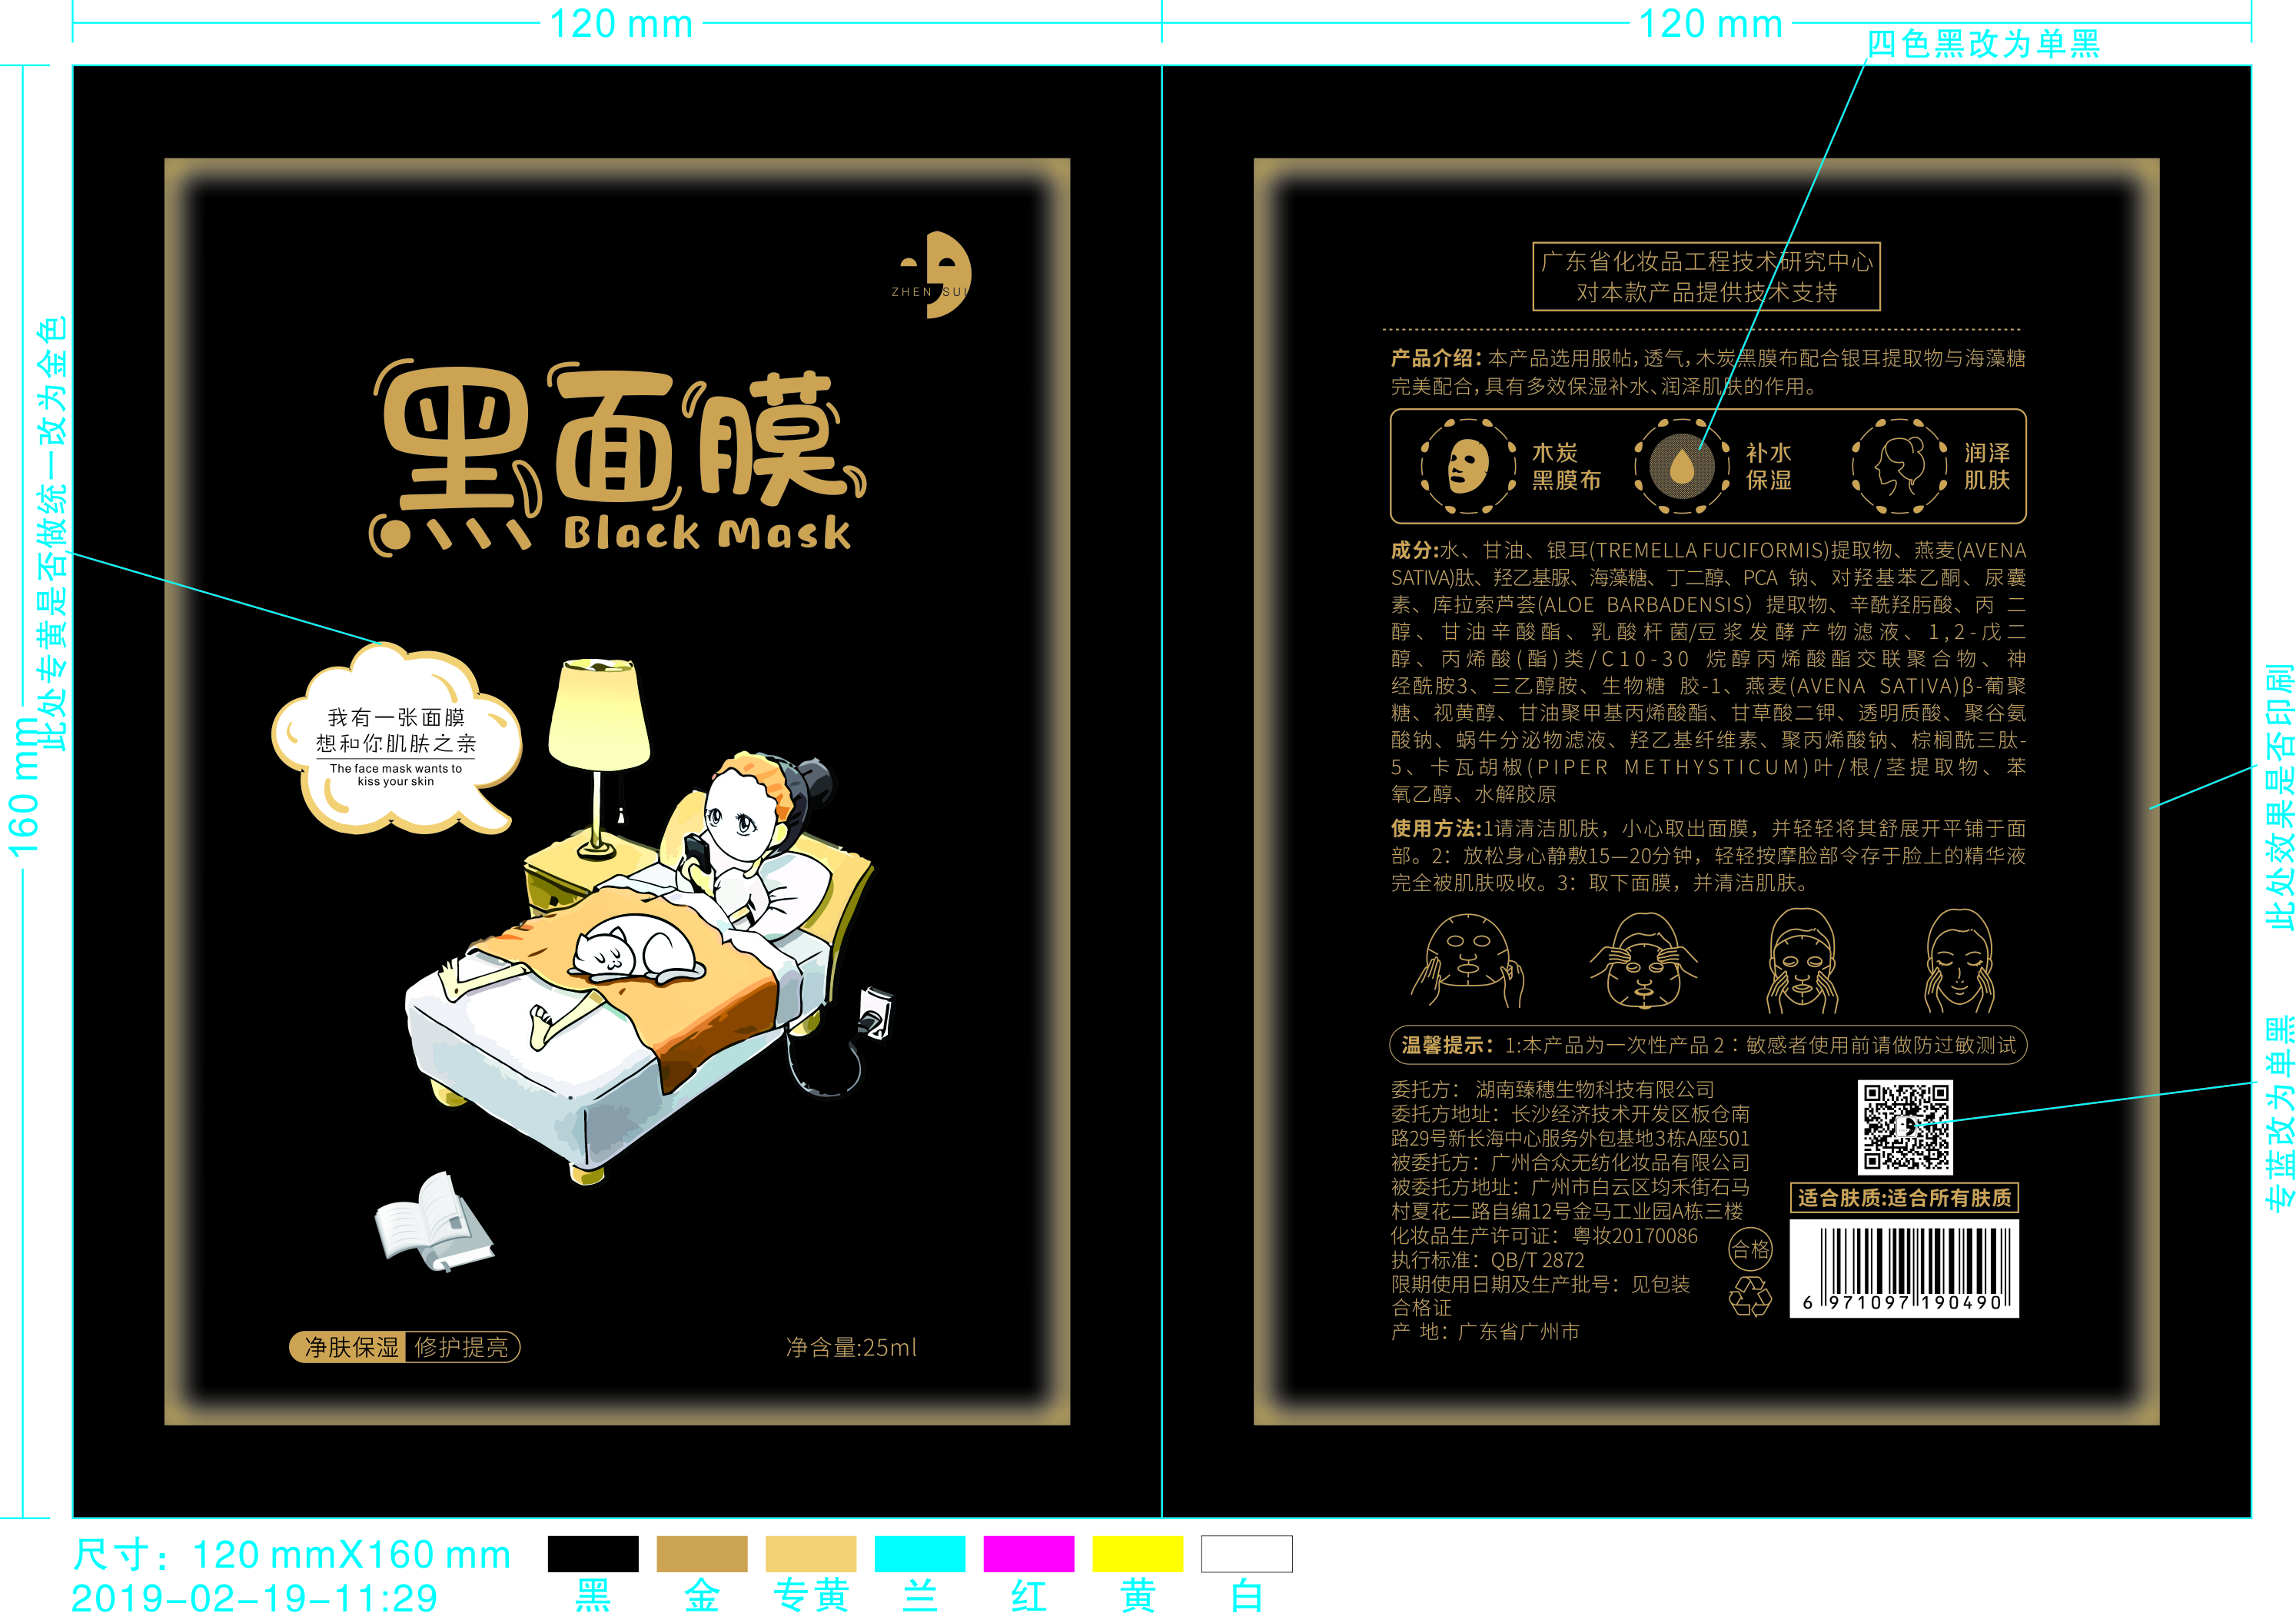 120 mm
120 mm
四色黑改为单黑
160 mm
此处专黄是否做统一改为金色
ZHEN SUI
黑面膜
Black Mask
我有一张面膜
想和你肌肤之亲
The face mask wants to
kiss your skin
净肤保湿 修护提亮
净含量:25ml
广东省化妆品工程技术研究中心
对本款产品提供技术支持
产品介绍：本产品选用服帖，透气，木炭黑膜布配合银耳提取物与海藻糖
完美配合，具有多效保湿补水、润泽肌肤的作用。
木炭
黑膜布
补水
保湿
润泽
肌肤
成分:水、甘油、银耳(TREMELLA FUCIFORMIS)提取物、燕麦(AVENA
SATIVA)肽、羟乙基脲、海藻糖、丁二醇、PCA 钠、对羟基苯乙酮、尿囊
素、库拉索芦荟(ALOE BARBADENSIS）提取物、辛酰羟肟酸、丙 二
醇、甘油辛酸酯、乳酸杆菌/豆浆发酵产物滤液、1,2-戊二
醇、丙烯酸(酯)类/C10-30 烷醇丙烯酸酯交联聚合物、神
经酰胺3、三乙醇胺、生物糖 胶-1、燕麦(AVENA SATIVA)β-葡聚
糖、视黄醇、甘油聚甲基丙烯酸酯、甘草酸二钾、透明质酸、聚谷氨
酸钠、蜗牛分泌物滤液、羟乙基纤维素、聚丙烯酸钠、棕榈酰三肽-
5、卡瓦胡椒(PIPER METHYSTICUM)叶/根/茎提取物、苯
氧乙醇、水解胶原
使用方法:1请清洁肌肤，小心取出面膜，并轻轻将其舒展开平铺于面
部。2：放松身心静敷15—20分钟，轻轻按摩脸部令存于脸上的精华液
完全被肌肤吸收。3：取下面膜，并清洁肌肤。
温馨提示：1:本产品为一次性产品 2：敏感者使用前请做防过敏测试
委托方： 湖南臻穗生物科技有限公司
委托方地址：长沙经济技术开发区板仓南
路29号新长海中心服务外包基地3栋A座501
被委托方：广州合众无纺化妆品有限公司
被委托方地址：广州市白云区均禾街石马
村夏花二路自编12号金马工业园A栋三楼
化妆品生产许可证：粤妆20170086
执行标准：QB/T 2872
限期使用日期及生产批号：见包装
合格证
产 地：广东省广州市
合格
适合肤质:适合所有肤质
6 971097 190490
此处效果是否印刷
专蓝改为单黑
尺寸：120 mmX160 mm
2019-02-19-11:29
黑 金 专黄 兰 红 黄 白